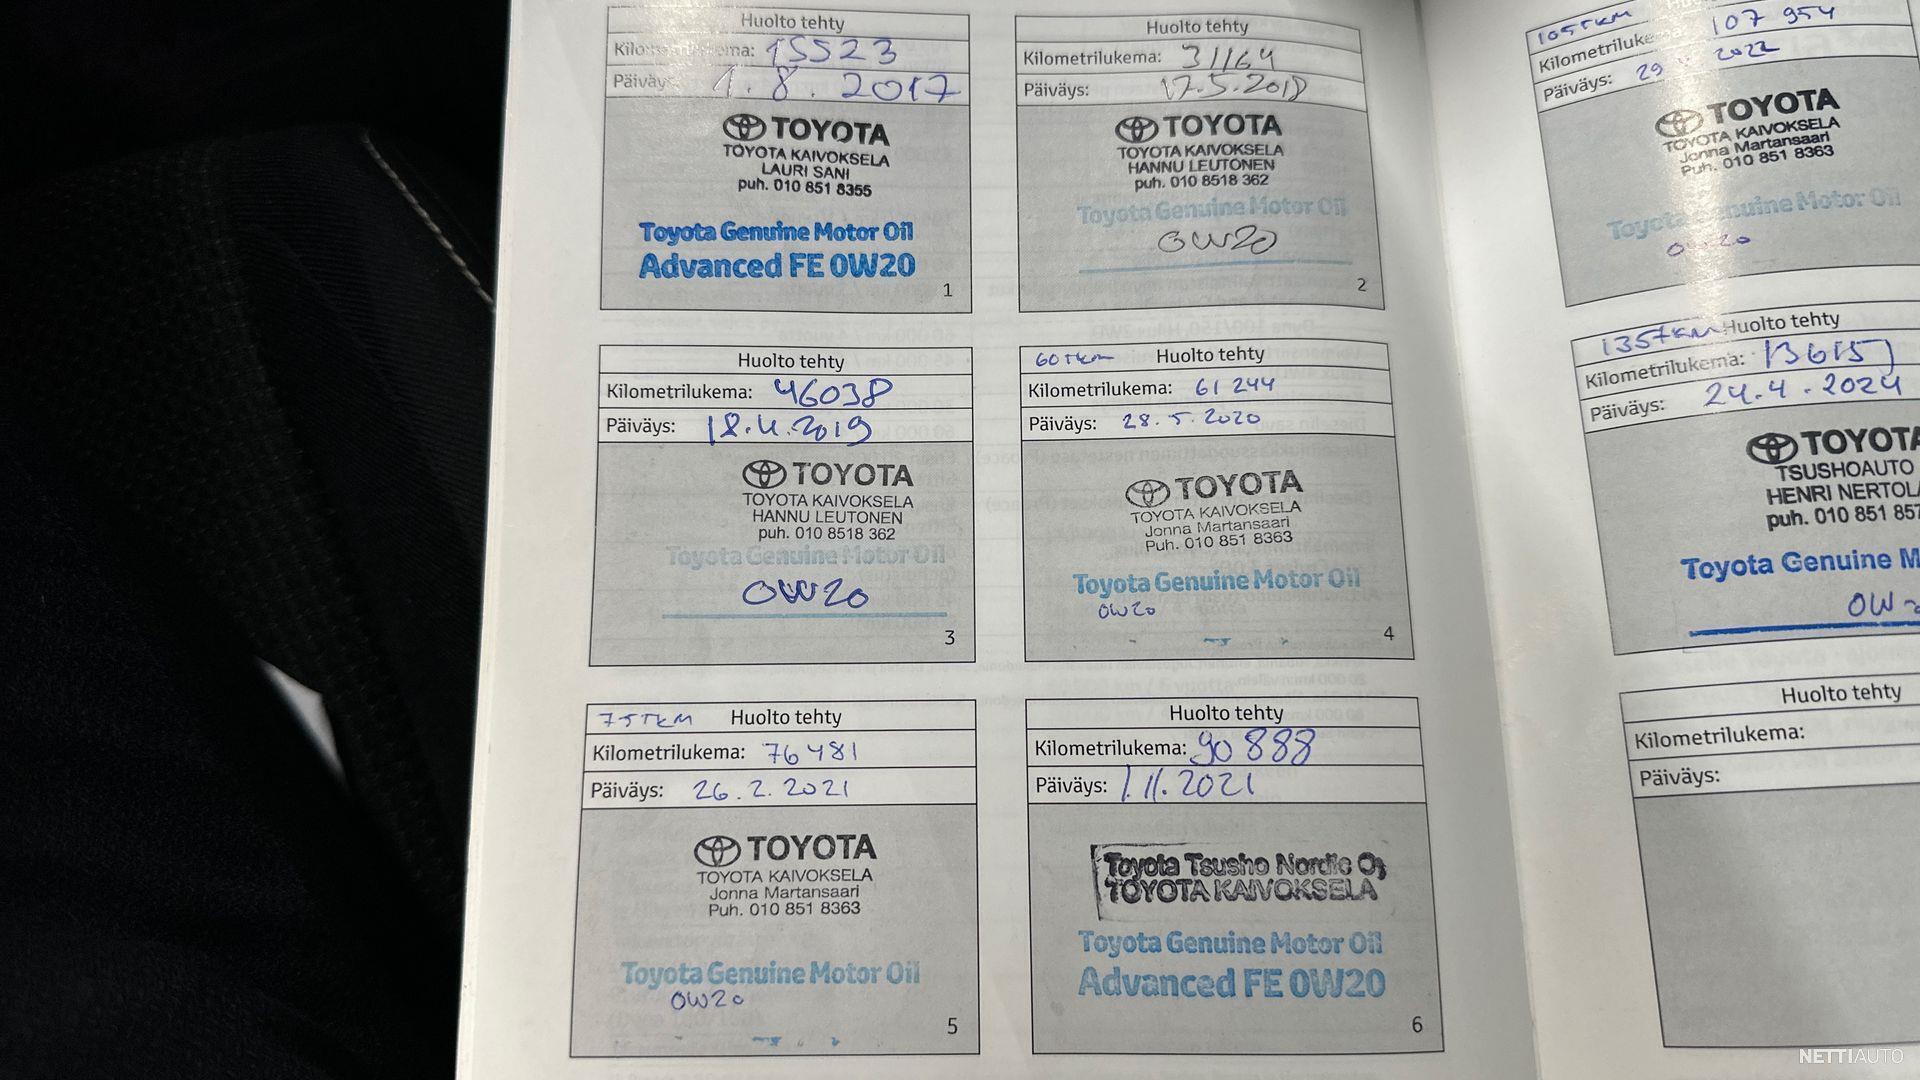 Huolto tehty
Kilometrilukema: 15523
Päiväys: 1.8.2017
TOYOTA
TOYOTA KAIVOKSELA
LAURI SANI
puh. 010 851 8355
Toyota Genuine Motor Oil
Advanced FE 0W20
1
Huolto tehty
Kilometrilukema: 31164
Päiväys: 17.5.2018
TOYOTA
TOYOTA KAIVOKSELA
HANNU LEUTONEN
puh. 010 8518 362
Toyota Genuine Motor Oil
0W20
2
Huolto tehty
Kilometrilukema: 46038
Päiväys: 18.4.2019
TOYOTA
TOYOTA KAIVOKSELA
HANNU LEUTONEN
puh. 010 8518 362
Toyota Genuine Motor Oil
0W20
3
60TKM Huolto tehty
Kilometrilukema: 61 244
Päiväys: 28.5.2020
TOYOTA
TOYOTA KAIVOKSELA
Jonna Martansaari
Puh. 010 851 8363
Toyota Genuine Motor Oil
0W20
4
75TKM Huolto tehty
Kilometrilukema: 76481
Päiväys: 26.2.2021
TOYOTA
TOYOTA KAIVOKSELA
Jonna Martansaari
Puh. 010 851 8363
Toyota Genuine Motor Oil
0W20
5
Huolto tehty
Kilometrilukema: 90 888
Päiväys: 1.11.2021
Toyota Tsusho Nordic Oy
TOYOTA KAIVOKSELA
Toyota Genuine Motor Oil
Advanced FE 0W20
6
105TKM
Kilometrilukema: 107 954
Päiväys: 29 2022
TOYOTA
TOYOTA KAIVOKSELA
Jonna Martansaari
Puh. 010 851 8363
Toyota Genuine Motor Oil
0W20
135TKM Huolto tehty
Kilometrilukema:
Päiväys: 24.4.2024
TOYOTA
TSUSHOAUTO
HENRI
puh. 010 851
Toyota Genuine
0W
Huolto tehty
Kilometrilukema:
Päiväys:
NETTIAUTO